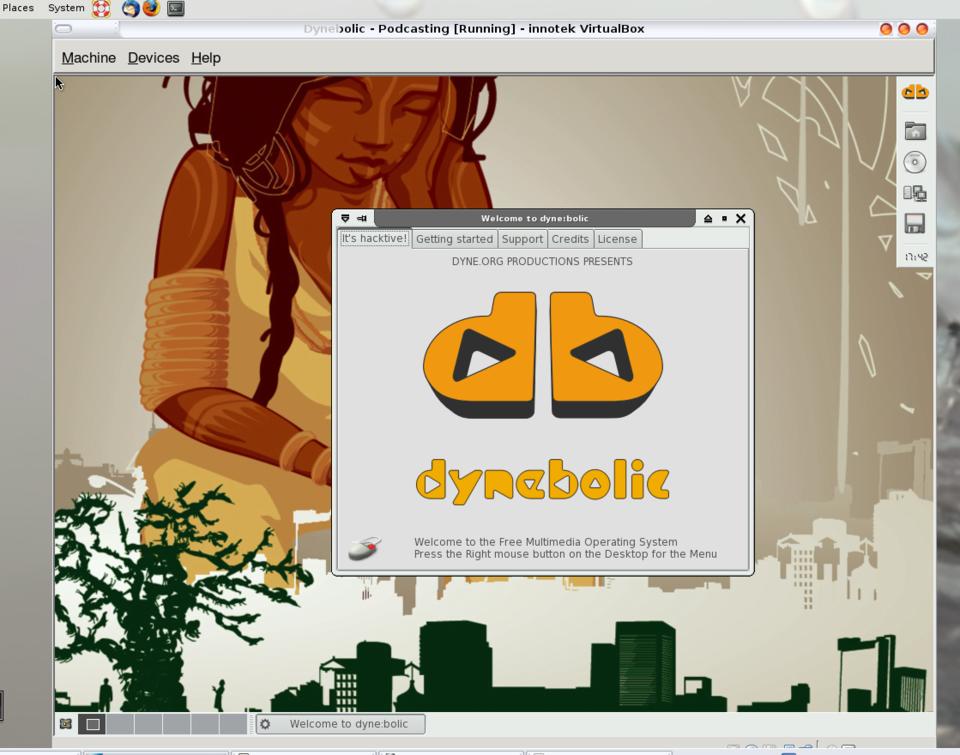 Places System
Dynebolic - Podcasting [Running] - innotek VirtualBox
Machine Devices Help
Welcome to dyne:bolic
It's hacktive! Getting started Support Credits License
DYNE.ORG PRODUCTIONS PRESENTS
dynebolic
Welcome to the Free Multimedia Operating System
Press the Right mouse button on the Desktop for the Menu
17:42
Welcome to dyne:bolic